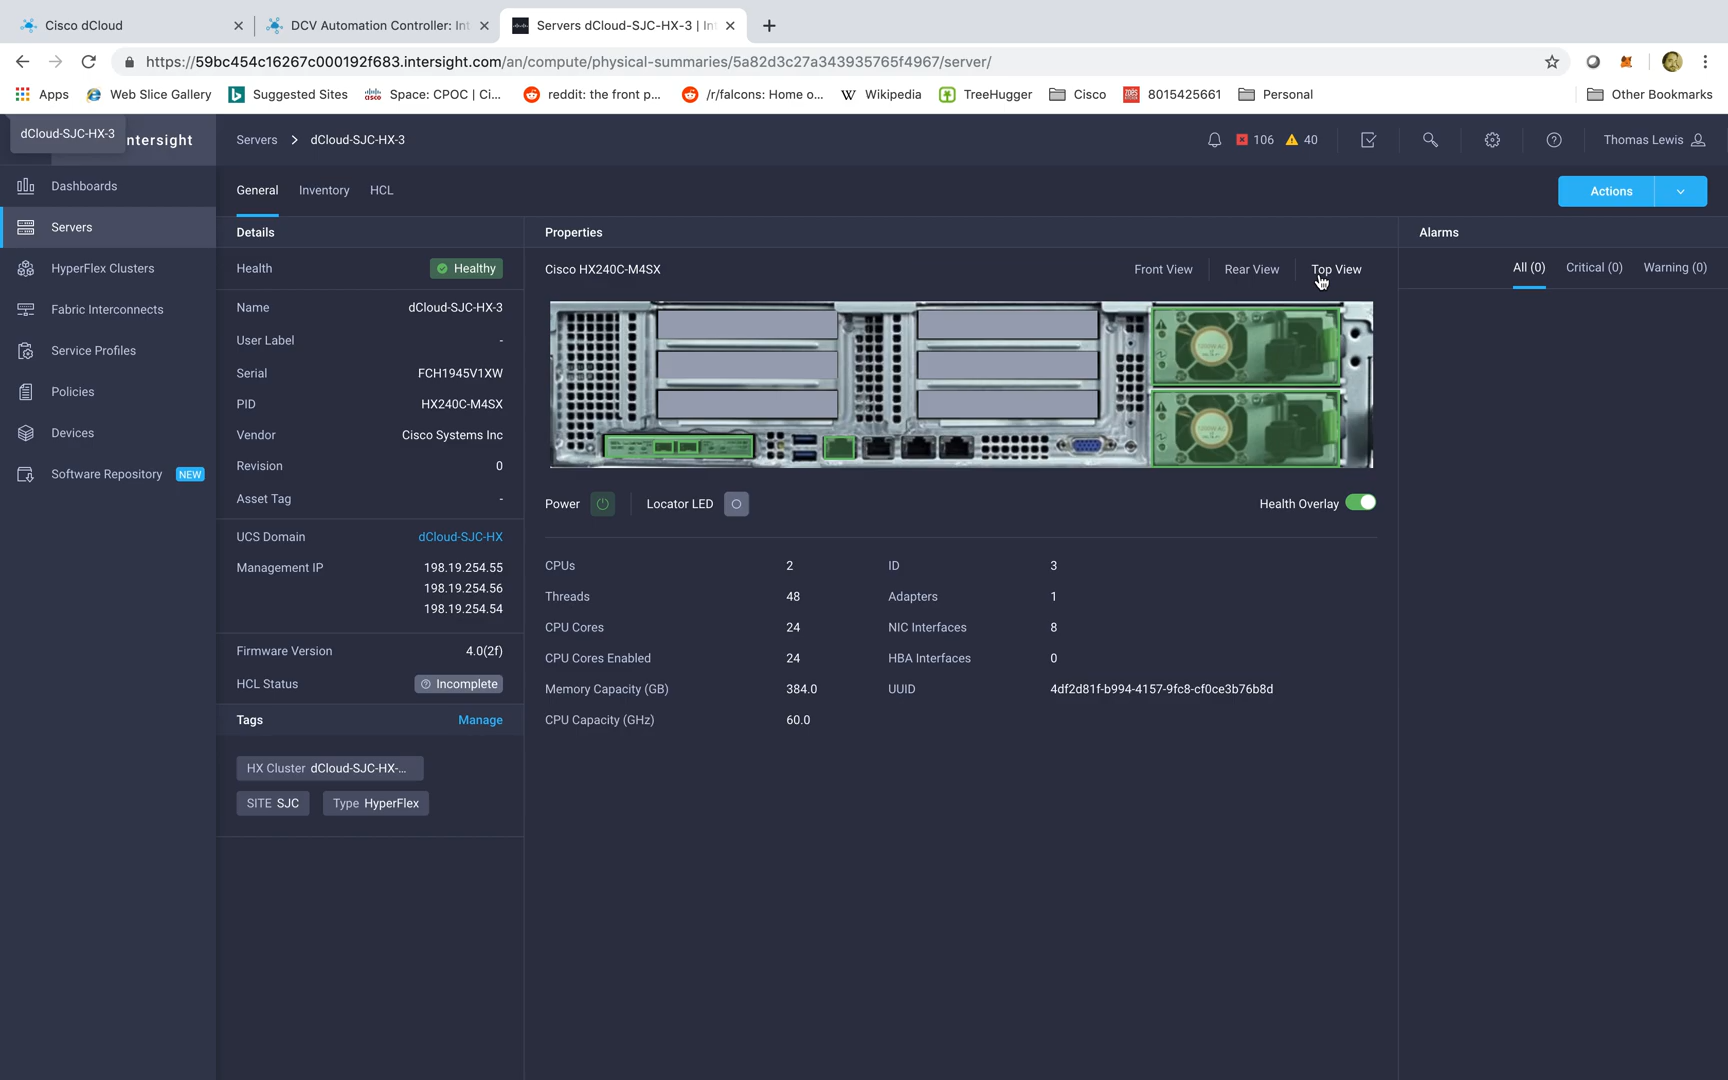 Cisco dCloud
DCV Automation Controller: Int
Servers dCloud-SJC-HX-3 | Int
https://59bc454c16267c000192f683.intersight.com/an/compute/physical-summaries/5a82d3c27a343935765f4967/server/
Apps
Web Slice Gallery
Suggested Sites
Space: CPOC | Ci...
reddit: the front p...
/r/falcons: Home o...
Wikipedia
TreeHugger
Cisco
8015425661
Personal
Other Bookmarks
dCloud-SJC-HX-3
ntersight
Servers > dCloud-SJC-HX-3
106
40
Thomas Lewis
Dashboards
Servers
HyperFlex Clusters
Fabric Interconnects
Service Profiles
Policies
Devices
Software Repository NEW
General
Inventory
HCL
Actions
Details
Health Healthy
Name dCloud-SJC-HX-3
User Label -
Serial FCH1945V1XW
PID HX240C-M4SX
Vendor Cisco Systems Inc
Revision 0
Asset Tag -
UCS Domain dCloud-SJC-HX
Management IP 198.19.254.55
198.19.254.56
198.19.254.54
Firmware Version 4.0(2f)
HCL Status Incomplete
Tags Manage
HX Cluster dCloud-SJC-HX-...
SITE SJC
Type HyperFlex
Properties
Cisco HX240C-M4SX
Front View
Rear View
Top View
Power
Locator LED
Health Overlay
CPUs 2
Threads 48
CPU Cores 24
CPU Cores Enabled 24
Memory Capacity (GB) 384.0
CPU Capacity (GHz) 60.0
ID 3
Adapters 1
NIC Interfaces 8
HBA Interfaces 0
UUID 4df2d81f-b994-4157-9fc8-cf0ce3b76b8d
Alarms
All (0)
Critical (0)
Warning (0)